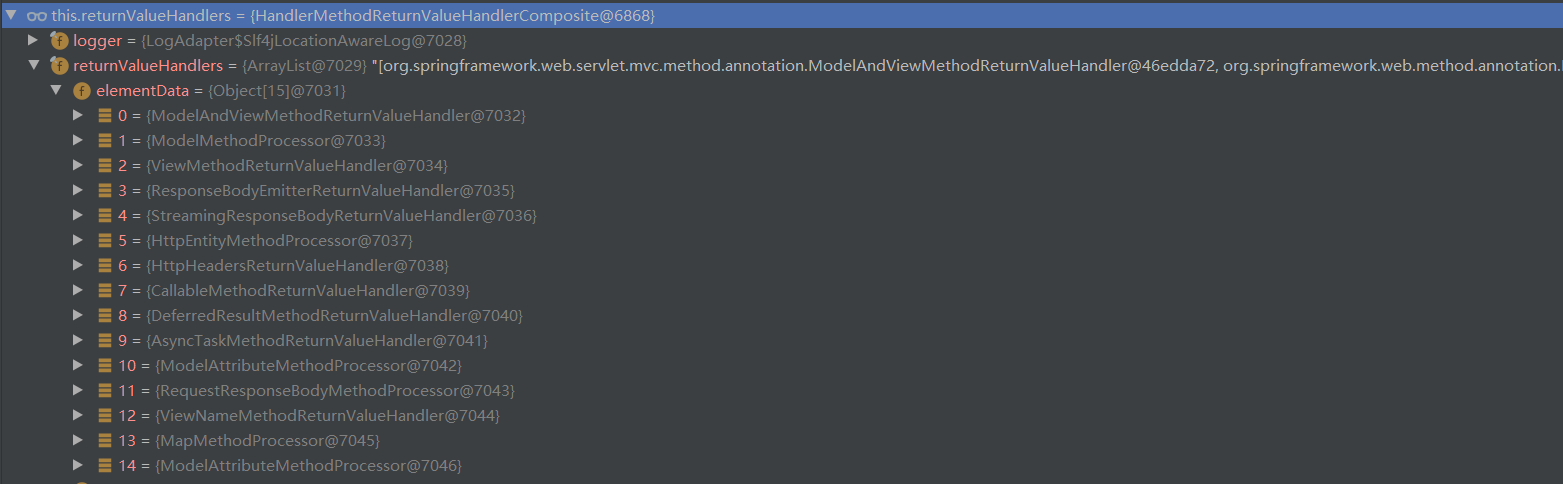 this.returnValueHandlers = {HandlerMethodReturnValueHandlerComposite@6868}
f logger = {LogAdapter$Slf4jLocationAwareLog@7028}
f returnValueHandlers = {ArrayList@7029} "[org.springframework.web.servlet.mvc.method.annotation.ModelAndViewMethodReturnValueHandler@46edda72, org.springframework.web.method.annotation.
f elementData = {Object[15]@7031}
0 = {ModelAndViewMethodReturnValueHandler@7032}
1 = {ModelMethodProcessor@7033}
2 = {ViewMethodReturnValueHandler@7034}
3 = {ResponseBodyEmitterReturnValueHandler@7035}
4 = {StreamingResponseBodyReturnValueHandler@7036}
5 = {HttpEntityMethodProcessor@7037}
6 = {HttpHeadersReturnValueHandler@7038}
7 = {CallableMethodReturnValueHandler@7039}
8 = {DeferredResultMethodReturnValueHandler@7040}
9 = {AsyncTaskMethodReturnValueHandler@7041}
10 = {ModelAttributeMethodProcessor@7042}
11 = {RequestResponseBodyMethodProcessor@7043}
12 = {ViewNameMethodReturnValueHandler@7044}
13 = {MapMethodProcessor@7045}
14 = {ModelAttributeMethodProcessor@7046}